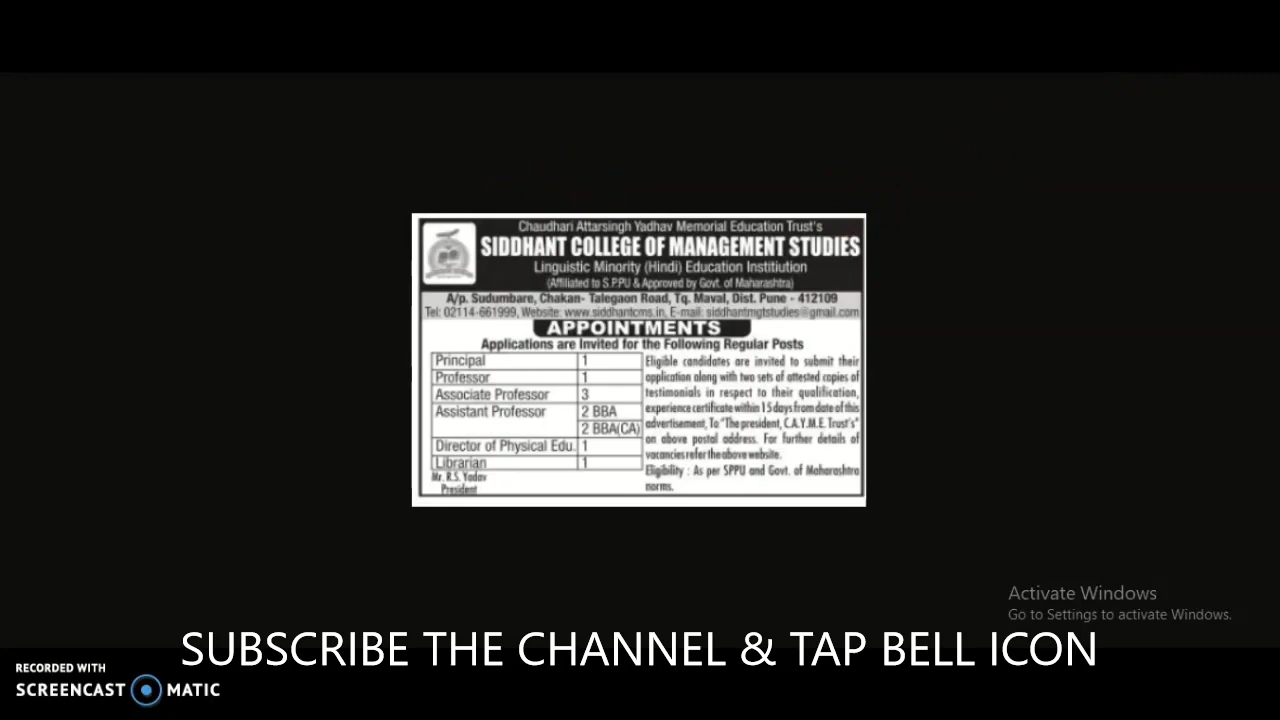 Chaudhari Attarsingh Yadhav Memorial Education Trust's
SIDDHANT COLLEGE OF MANAGEMENT STUDIES
Linguistic Minority (Hindi) Education Institiution
(Affiliated to S.P.P.U & Approved by Govt. of Maharashtra)
A/p. Sudumbare, Chakan- Talegaon Road, Tq. Maval, Dist. Pune - 412109
Tel: 02114-661999, Website: www.siddhantcms.in, E-mail: siddhantmgtstudies@gmail.com
APPOINTMENTS
Applications are Invited for the Following Regular Posts
Principal 1
Professor 1
Associate Professor 3
Assistant Professor 2 BBA
2 BBA(CA)
Director of Physical Edu. 1
Librarian 1
Mr. R.S. Yadav
President
Eligible candidates are invited to submit their
application along with two sets of attested copies of
testimonials in respect to their qualification,
experience certificate within 15 days from date of this
advertisement, To "The president, C.A.Y.M.E. Trust's"
on above postal address. For further details of
vacancies refer the above website.
Eligibility : As per SPPU and Govt. of Maharashtra
norms.
Activate Windows
Go to Settings to activate Windows.
SUBSCRIBE THE CHANNEL & TAP BELL ICON
RECORDED WITH
SCREENCAST MATIC